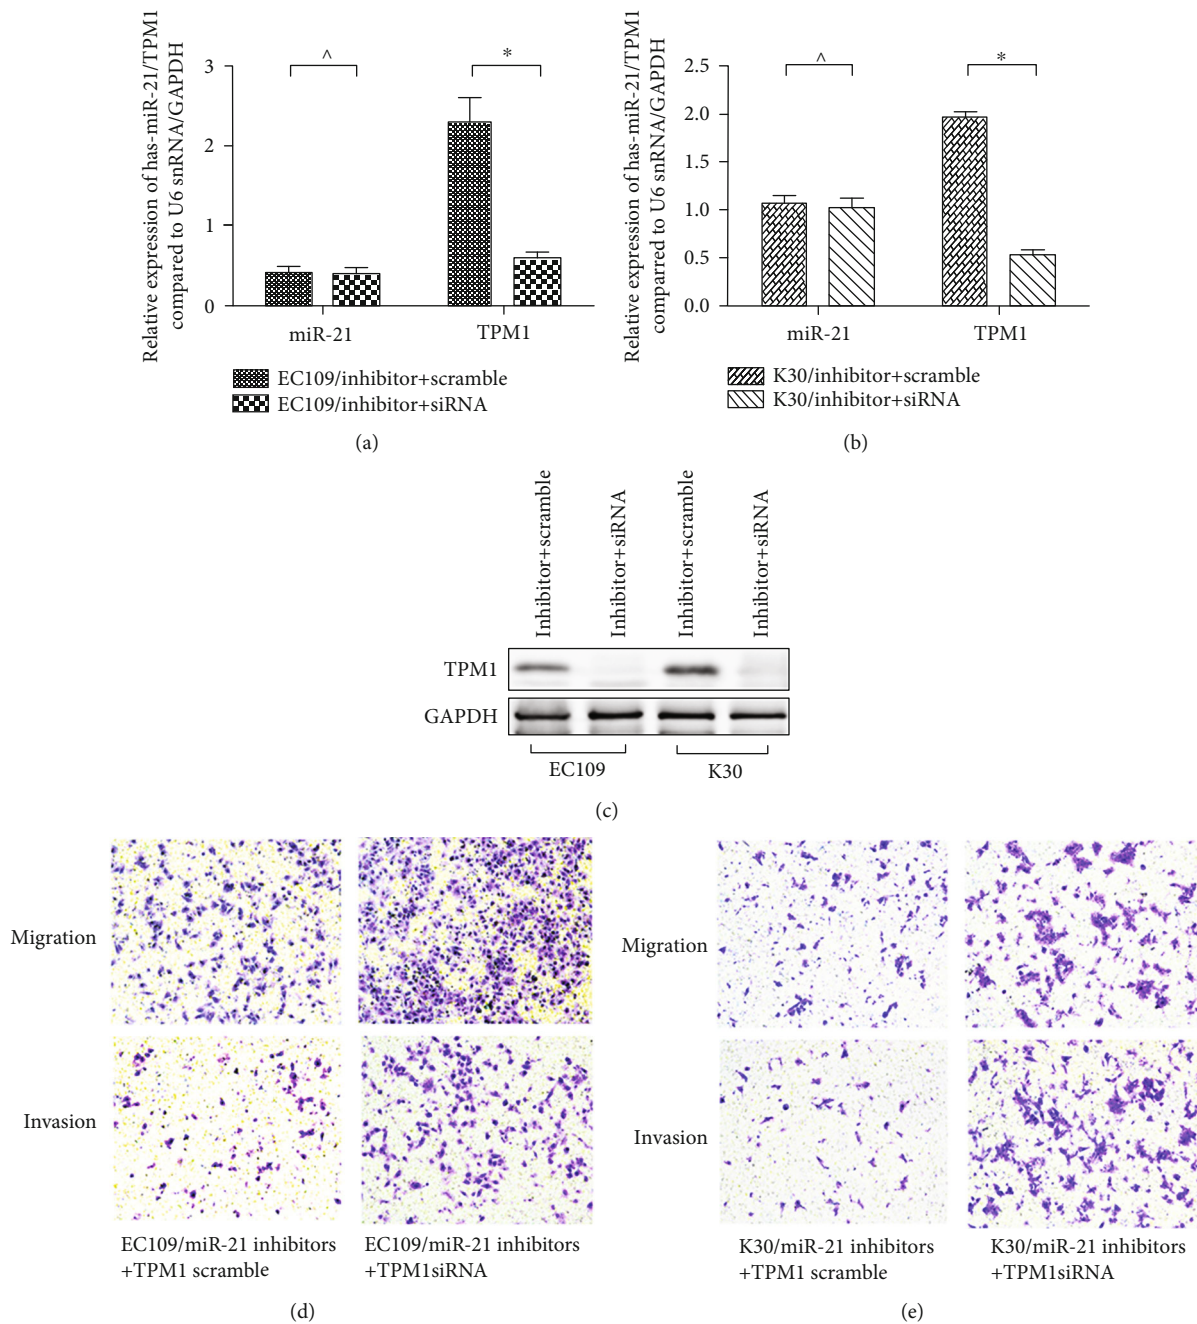 Relative expression of has-miR-21/TPM1
compared to U6 snRNA/GAPDH
3
2
1
0
^
*
miR-21
TPM1
EC109/inhibitor+scramble
EC109/inhibitor+siRNA
(a)
Relative expression of has-miR-21/TPM1
comparred to U6 snRNA/GAPDH
2.5
2.0
1.5
1.0
0.5
0.0
^
*
miR-21
TPM1
K30/inhibitor+scramble
K30/inhibitor+siRNA
(b)
Inhibitor+scramble
Inhibitor+siRNA
Inhibitor+scramble
Inhibitor+siRNA
TPM1
GAPDH
EC109
K30
(c)
Migration
Invasion
EC109/miR-21 inhibitors
+TPM1 scramble
EC109/miR-21 inhibitors
+TPM1siRNA
(d)
Migration
Invasion
K30/miR-21 inhibitors
+TPM1 scramble
K30/miR-21 inhibitors
+TPM1siRNA
(e)